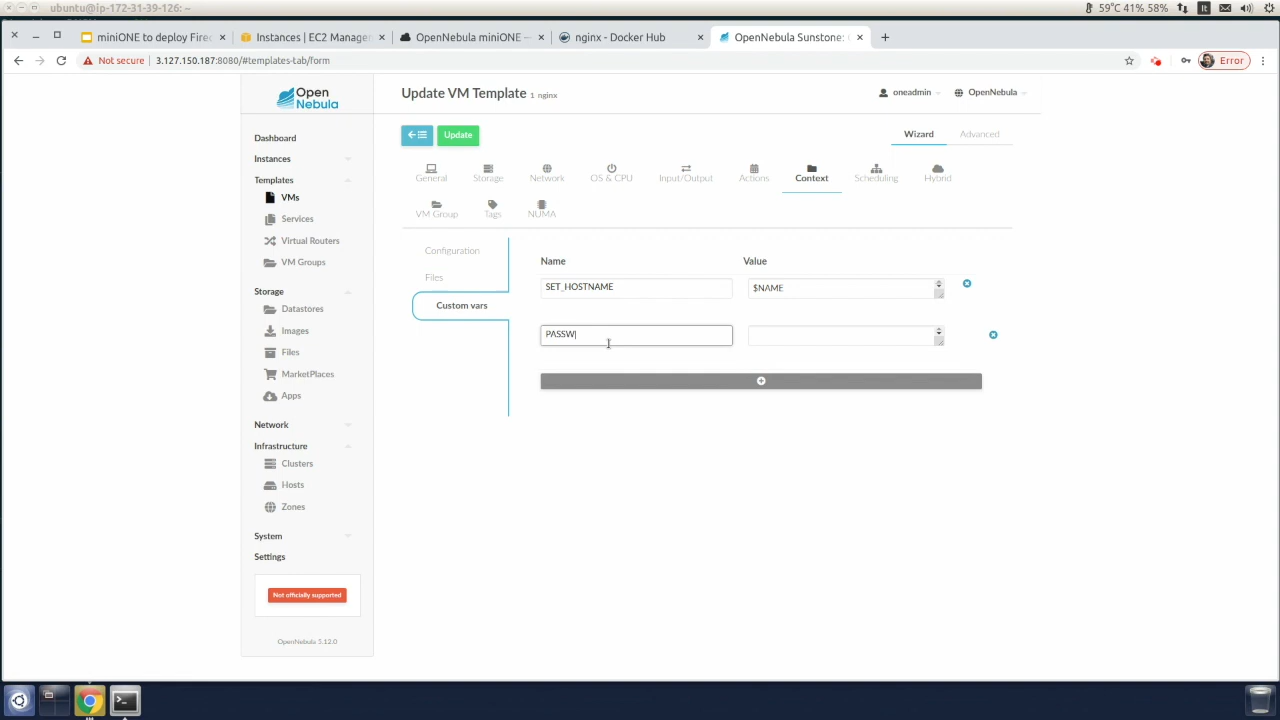 ubuntu@ip-172-31-39-126: ~
59°C 41% 58%
It
miniONE to deploy Firec
Instances | EC2 Manager
OpenNebula miniONE —
nginx - Docker Hub
OpenNebula Sunstone: (
Not secure
3.127.150.187:8080/#templates-tab/form
Error
Open
Nebula
Update VM Template 1 nginx
oneadmin
OpenNebula
Update
Wizard
Advanced
Dashboard
Instances
Templates
VMs
Services
Virtual Routers
VM Groups
Storage
Datastores
Images
Files
MarketPlaces
Apps
Network
Infrastructure
Clusters
Hosts
Zones
System
Settings
Not officially supported
OpenNebula 5.12.0
General
Storage
Network
OS & CPU
Input/Output
Actions
Context
Scheduling
Hybrid
VM Group
Tags
NUMA
Configuration
Files
Custom vars
Name
Value
SET_HOSTNAME
$NAME
PASSW